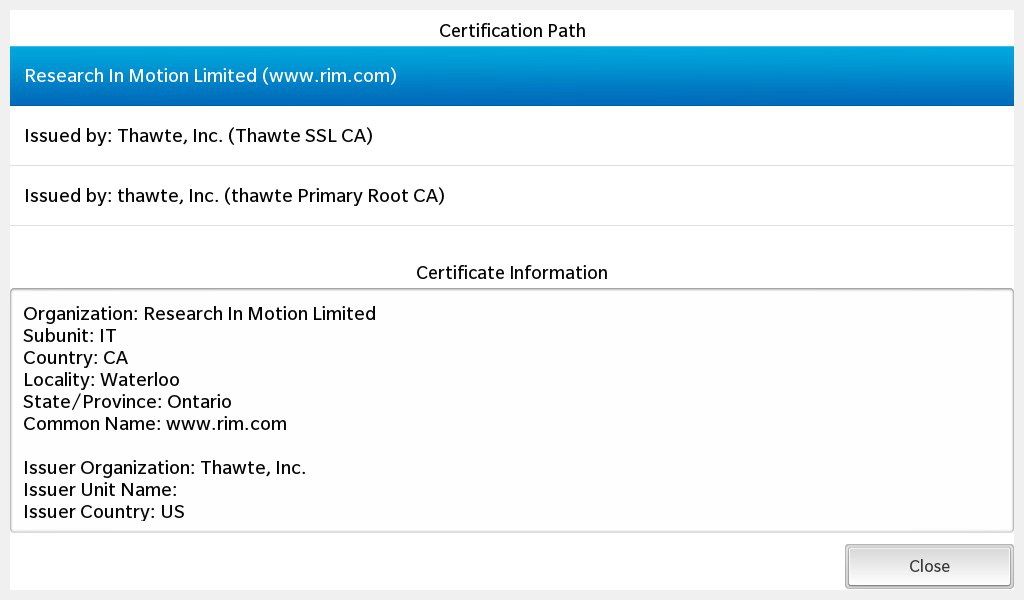 Certification Path
Research In Motion Limited (www.rim.com)
Issued by: Thawte, Inc. (Thawte SSL CA)
Issued by: thawte, Inc. (thawte Primary Root CA)
Certificate Information
Organization: Research In Motion Limited
Subunit: IT
Country: CA
Locality: Waterloo
State/Province: Ontario
Common Name: www.rim.com
Issuer Organization: Thawte, Inc.
Issuer Unit Name:
Issuer Country: US
Close